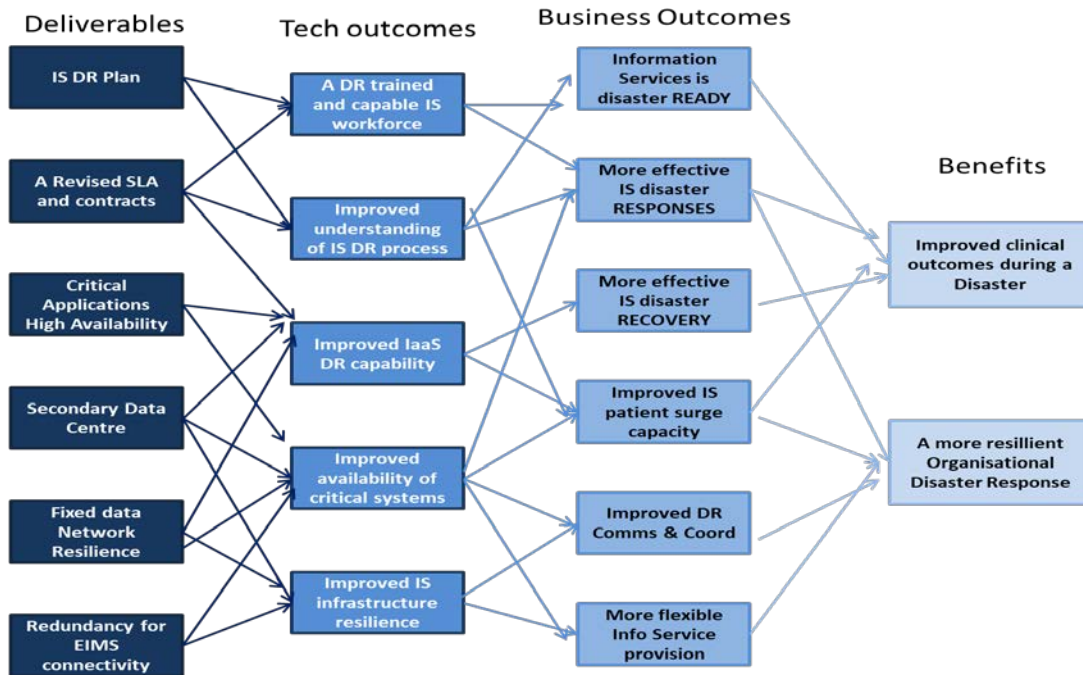 Deliverables
IS DR Plan
A Revised SLA
and contracts
Critical
Applications
High Availability
Secondary Data
Centre
Fixed data
Network
Resilience
Redundancy for
EIMS
connectivity
Tech outcomes
A DR trained
and capable IS
workforce
Improved
understanding
of IS DR process
Improved IaaS
DR capability
Improved
availability of
critical systems
Improved IS
infrastructure
resilience
Business Outcomes
Information
Services is
disaster READY
More effective
IS disaster
RESPONSES
More effective
IS disaster
RECOVERY
Improved IS
patient surge
capacity
Improved DR
Comms & Coord
More flexible
Info Service
provision
Benefits
Improved clinical
outcomes during a
Disaster
A more resillient
Organisational
Disaster Response